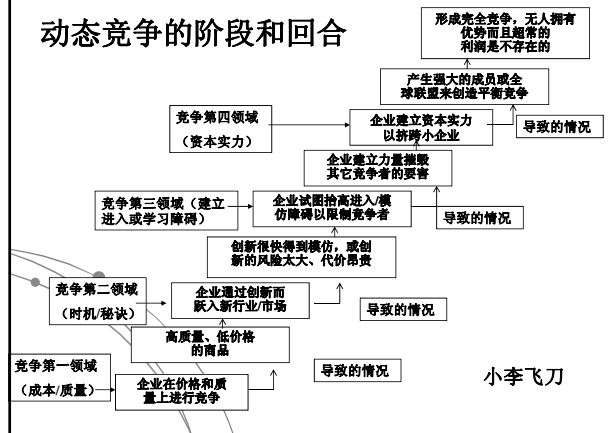 动态竞争的阶段和回合
形成完全竞争，无人拥有
优势而且超常的
利润是不存在的
产生强大的成员或全
球联盟来创造平衡竞争
竞争第四领域
（资本实力）
企业建立资本实力
以挤跨小企业
导致的情况
企业建立力量摧毁
其它竞争者的要害
竞争第三领域（建立
进入或学习障碍）
企业试图抬高进入/模
仿障碍以限制竞争者
导致的情况
创新很快得到模仿，或创
新的风险太大、代价昂贵
竞争第二领域
（时机/秘诀）
企业通过创新而
跃入新行业/市场
导致的情况
高质量、低价格
的商品
竞争第一领域
（成本/质量）
企业在价格和质
量上进行竞争
导致的情况
小李飞刀